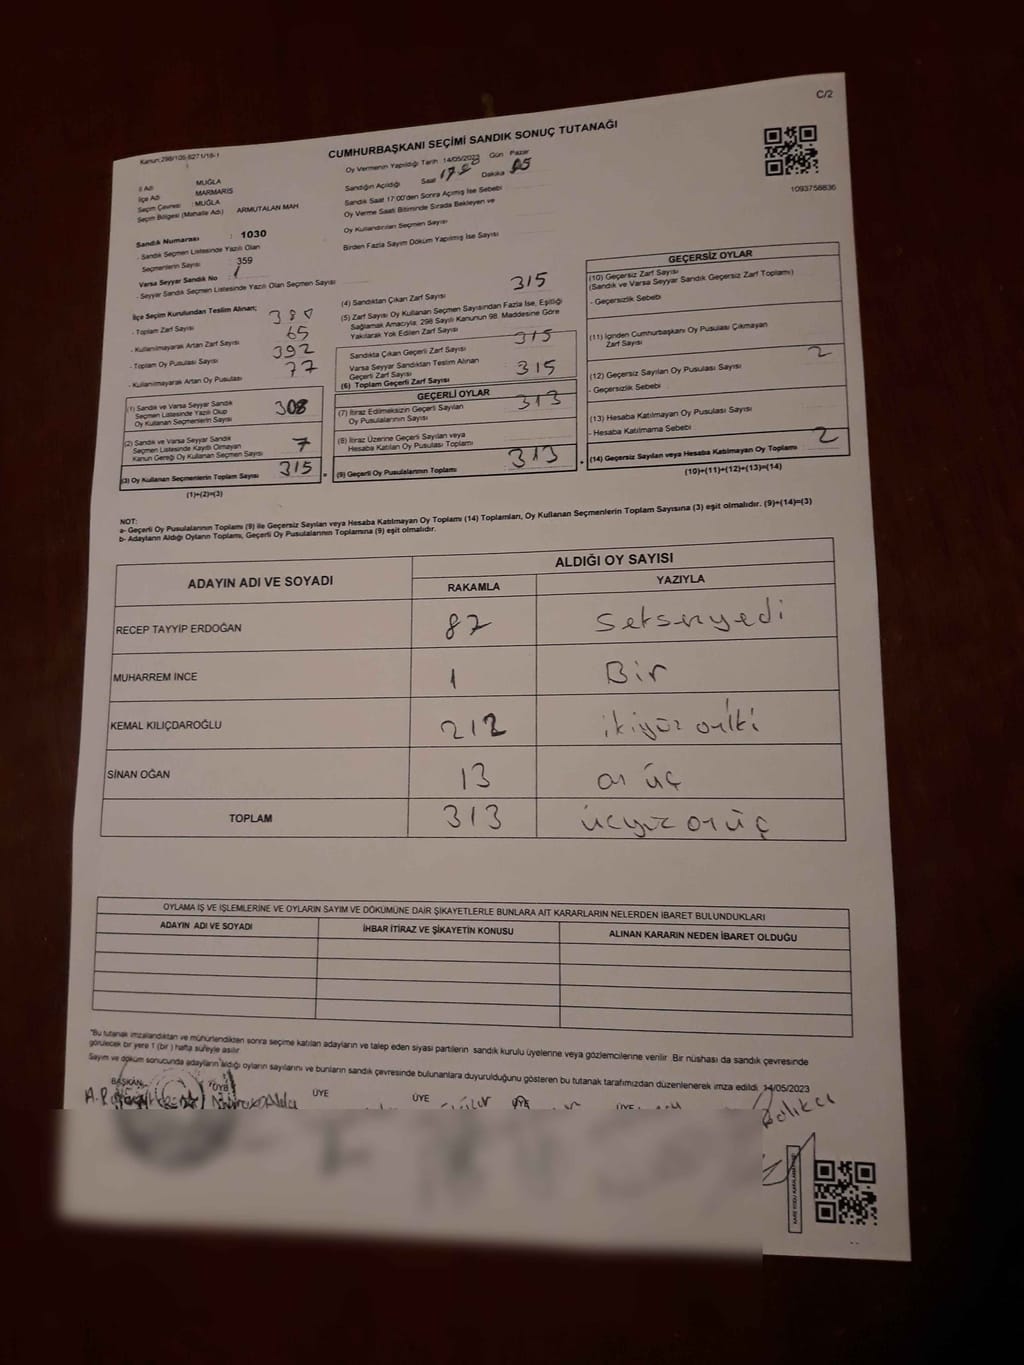 C/2
Kanun:298/105-6271/18-1
CUMHURBAŞKANI SEÇİMİ SANDIK SONUÇ TUTANAĞI
1093758836
İl Adı : MUĞLA
İlçe Adı : MARMARİS
Seçim Çevresi : MUĞLA
Seçim Bölgesi (Mahalle Adı) ARMUTALAN MAH
Oy Vermenin Yapıldığı Tarih 14/05/2023 Gün Pazar
Sandığın Açıldığı Saat Dakika 05
Sandık Saat 17:00'den Sonra Açılmış İse Sebebi
Oy Verme Saati Bitiminde Sırada Bekleyen ve
Oy Kullandırılan Seçmen Sayısı
Birden Fazla Sayım Döküm Yapılmış İse Sayısı
Sandık Numarası : 1030
- Sandık Seçmen Listesinde Yazılı Olan
Seçmenlerin Sayısı 359
Varsa Seyyar Sandık No :
- Seyyar Sandık Seçmen Listesinde Yazılı Olan Seçmen Sayısı
İlçe Seçim Kurulundan Teslim Alınan;
- Toplam Zarf Sayısı 380
- Kullanılmayarak Artan Zarf Sayısı 65
- Toplam Oy Pusulası Sayısı 392
- Kullanılmayarak Artan Oy Pusulası 77
(1) Sandık ve Varsa Seyyar Sandık
Seçmen Listesinde Yazılı Olup
Oy Kullanan Seçmenlerin Sayısı 308
(2) Sandık ve Varsa Seyyar Sandık
Seçmen Listesinde Kayıtlı Olmayan
Kanun Gereği Oy Kullanan Seçmen Sayısı 7
(3) Oy Kullanan Seçmenlerin Toplam Sayısı 315
(1)+(2)=(3)
(4) Sandıktan Çıkan Zarf Sayısı 315
(5) Zarf Sayısı Oy Kullanan Seçmen Sayısından Fazla İse, Eşitliği
Sağlamak Amacıyla; 298 Sayılı Kanunun 98. Maddesine Göre
Yakılarak Yok Edilen Zarf Sayısı
Sandıkta Çıkan Geçerli Zarf Sayısı 315
Varsa Seyyar Sandıktan Teslim Alınan
Geçerli Zarf Sayısı
(6) Toplam Geçerli Zarf Sayısı 315
GEÇERLİ OYLAR
(7) İtiraz Edilmeksizin Geçerli Sayılan
Oy Pusulalarının Sayısı 313
(8) İtiraz Üzerine Geçerli Sayılan veya
Hesaba Katılan Oy Pusulası Toplamı
(9) Geçerli Oy Pusulalarının Toplamı 313
GEÇERSİZ OYLAR
(10) Geçersiz Zarf Sayısı
(Sandık ve Varsa Seyyar Sandık Geçersiz Zarf Toplamı)
- Geçersizlik Sebebi
(11) İçinden Cumhurbaşkanı Oy Pusulası Çıkmayan
Zarf Sayısı
(12) Geçersiz Sayılan Oy Pusulası Sayısı 2
- Geçersizlik Sebebi
(13) Hesaba Katılmayan Oy Pusulası Sayısı
- Hesaba Katılmama Sebebi
(14) Geçersiz Sayılan veya Hesaba Katılmayan Oy Toplamı 2
(10)+(11)+(12)+(13)=(14)
NOT:
a- Geçerli Oy Pusulalarının Toplamı (9) ile Geçersiz Sayılan veya Hesaba Katılmayan Oy Toplamı (14) Toplamları, Oy Kullanan Seçmenlerin Toplam Sayısına (3) eşit olmalıdır. (9)+(14)=(3)
b- Adayların Aldığı Oyların Toplamı, Geçerli Oy Pusulalarının Toplamına (9) eşit olmalıdır.
ADAYIN ADI VE SOYADI ALDIĞI OY SAYISI
RAKAMLA YAZIYLA
RECEP TAYYİP ERDOĞAN 87 seksenyedi
MUHARREM İNCE 1 Bir
KEMAL KILIÇDAROĞLU 212 ikiyüz oniki
SİNAN OĞAN 13 on üç
TOPLAM 313 üçyüz onüç
OYLAMA İŞ VE İŞLEMLERİNE VE OYLARIN SAYIM VE DÖKÜMÜNE DAİR ŞİKAYETLERLE BUNLARA AİT KARARLARIN NELERDEN İBARET BULUNDUKLARI
ADAYIN ADI VE SOYADI İHBAR İTİRAZ VE ŞİKAYETİN KONUSU ALINAN KARARIN NEDEN İBARET OLDUĞU
"Bu tutanak imzalandıktan ve mühürlendikten sonra seçime katılan adayların ve talep eden siyasi partilerin sandık kurulu üyelerine veya gözlemcilerine verilir. Bir nüshası da sandık çevresinde
görülecek bir yere 1 (bir) hafta süreyle asılır
Sayım ve döküm sonucunda adayların aldığı oyların sayılarını ve bunların sandık çevresinde bulunanlara duyurulduğunu gösteren bu tutanak tarafımızdan düzenlenerek imza edildi. 14/05/2023
BAŞKAN ÜYE ÜYE ÜYE ÜYE ÜYE